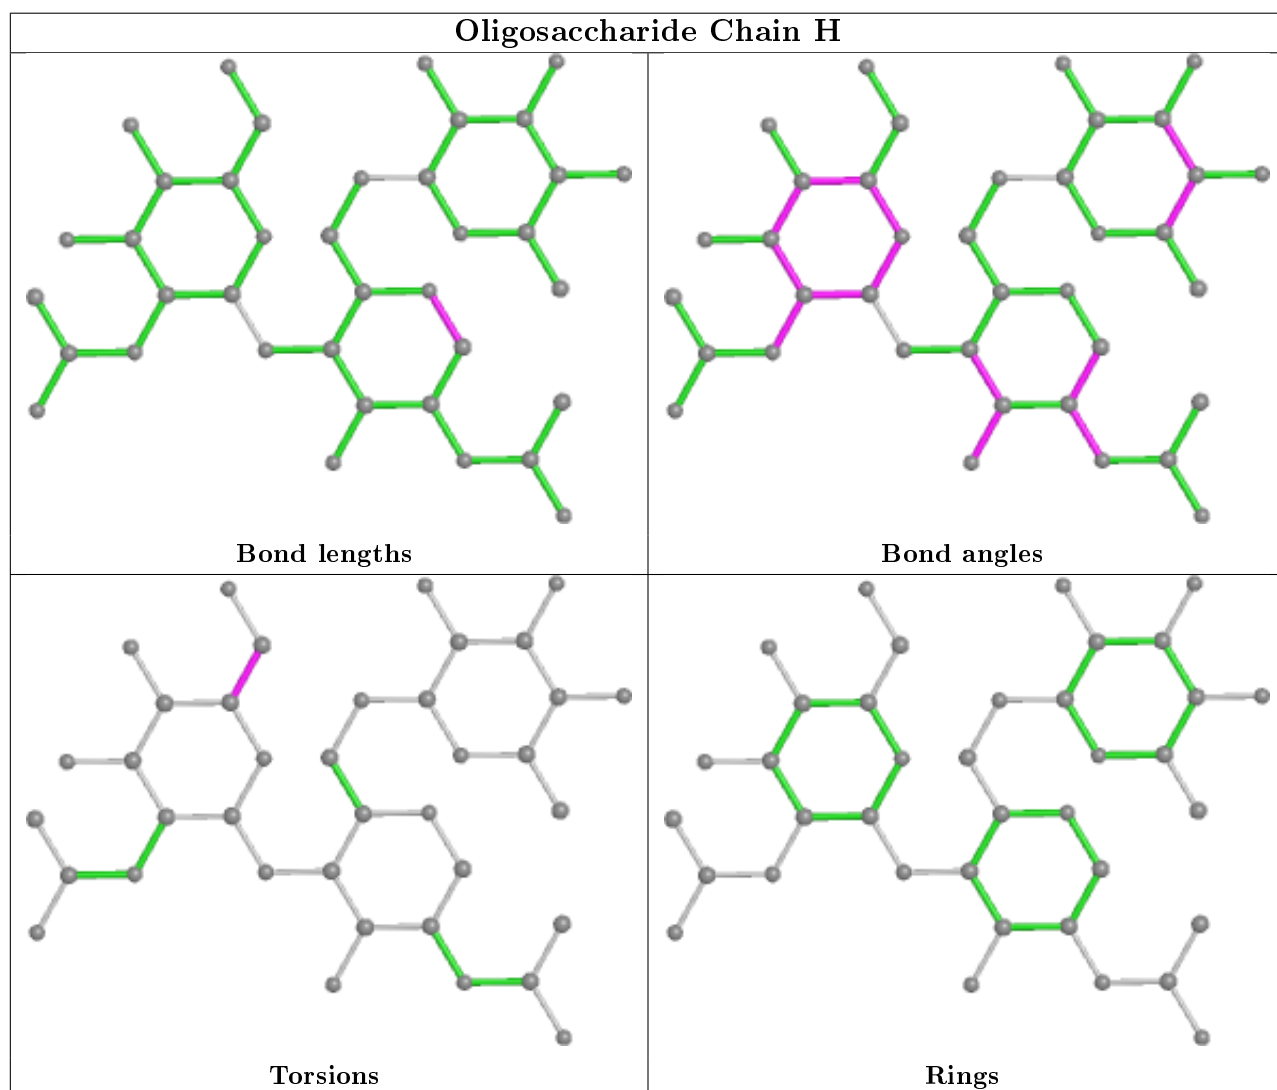 Oligosaccharide Chain H
Bond lengths
Bond angles
Torsions
Rings